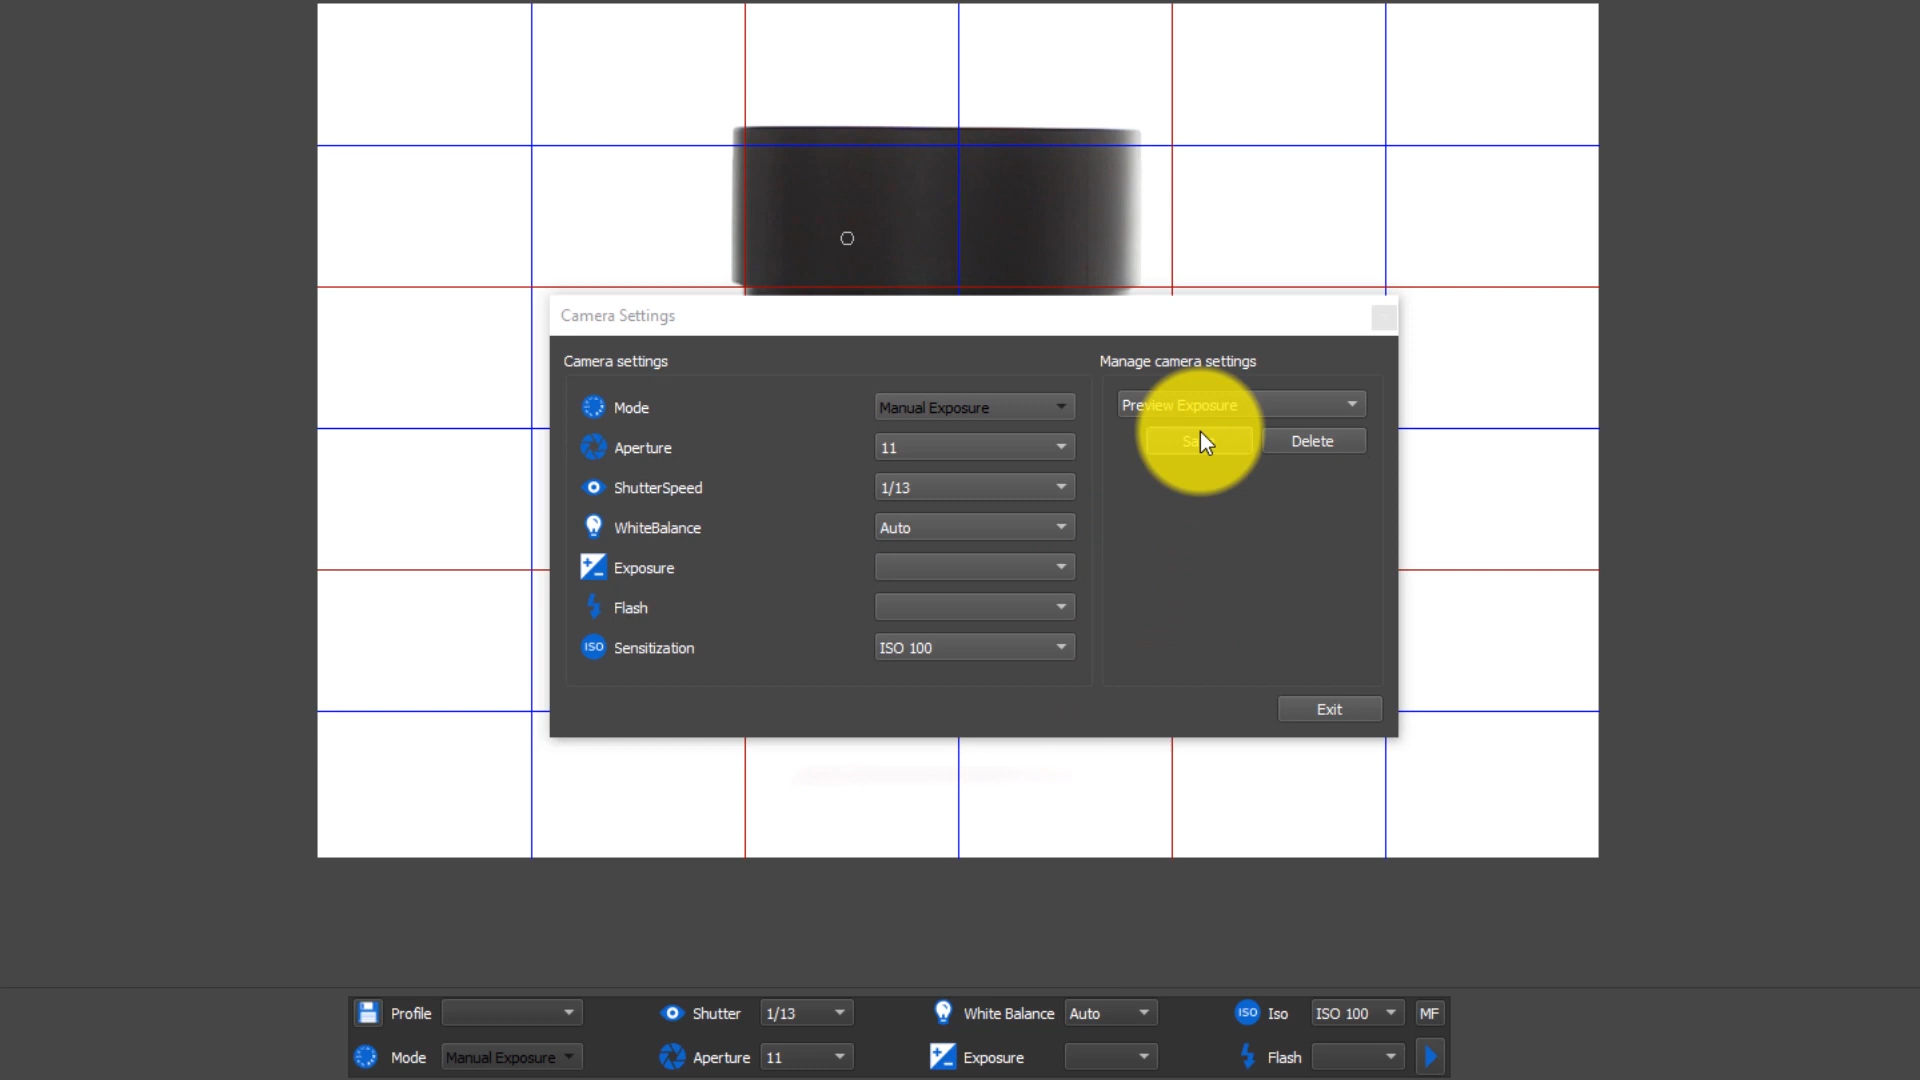 Camera Settings
Camera settings
Manage camera settings
Mode
Manual Exposure
Preview Exposure
Aperture
11
Delete
ShutterSpeed
1/13
WhiteBalance
Auto
Exposure
Flash
ISO
Sensitization
ISO 100
Exit
Profile
Shutter
1/13
White Balance
Auto
ISO
Iso
ISO 100
MF
Mode
Manual Exposure
Aperture
11
Exposure
Flash